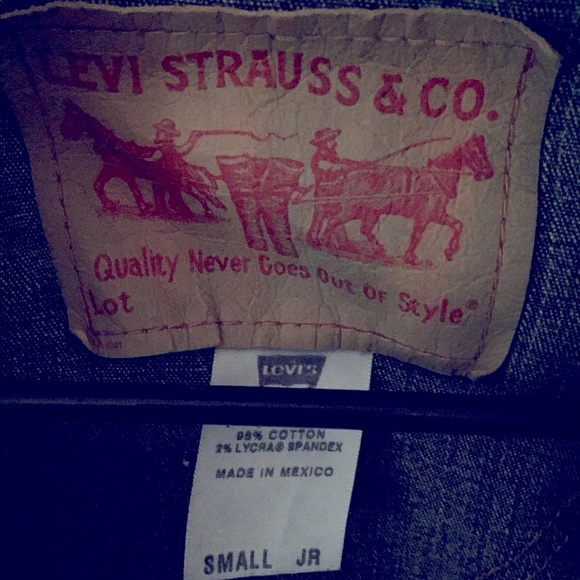 LEVI STRAUSS & CO.
Quality Never Goes Out Of Style®
Lot
LEVI'S
98% COTTON
2% LYCRA® SPANDEX
MADE IN MEXICO
SMALL JR